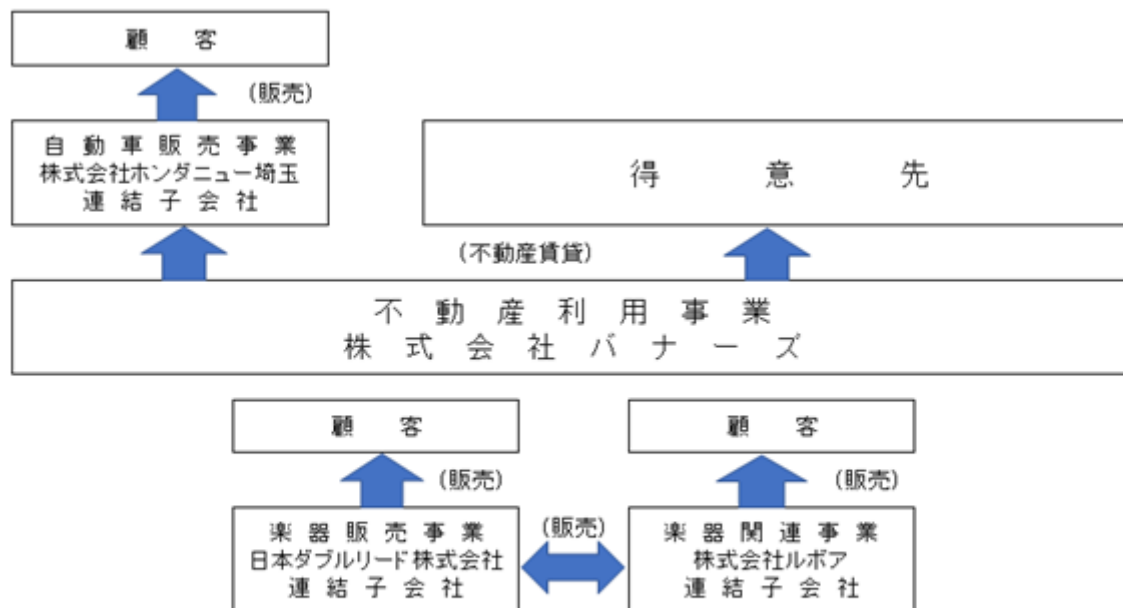 顧客
(販売)
自動車販売事業
株式会社ホンダニュー埼玉
連結子会社
得意先
(不動産賃貸)
不動産利用事業
株式会社バナーズ
顧客
(販売)
楽器販売事業
日本ダブルリード株式会社
連結子会社
(販売)
顧客
(販売)
楽器関連事業
株式会社ルボア
連結子会社